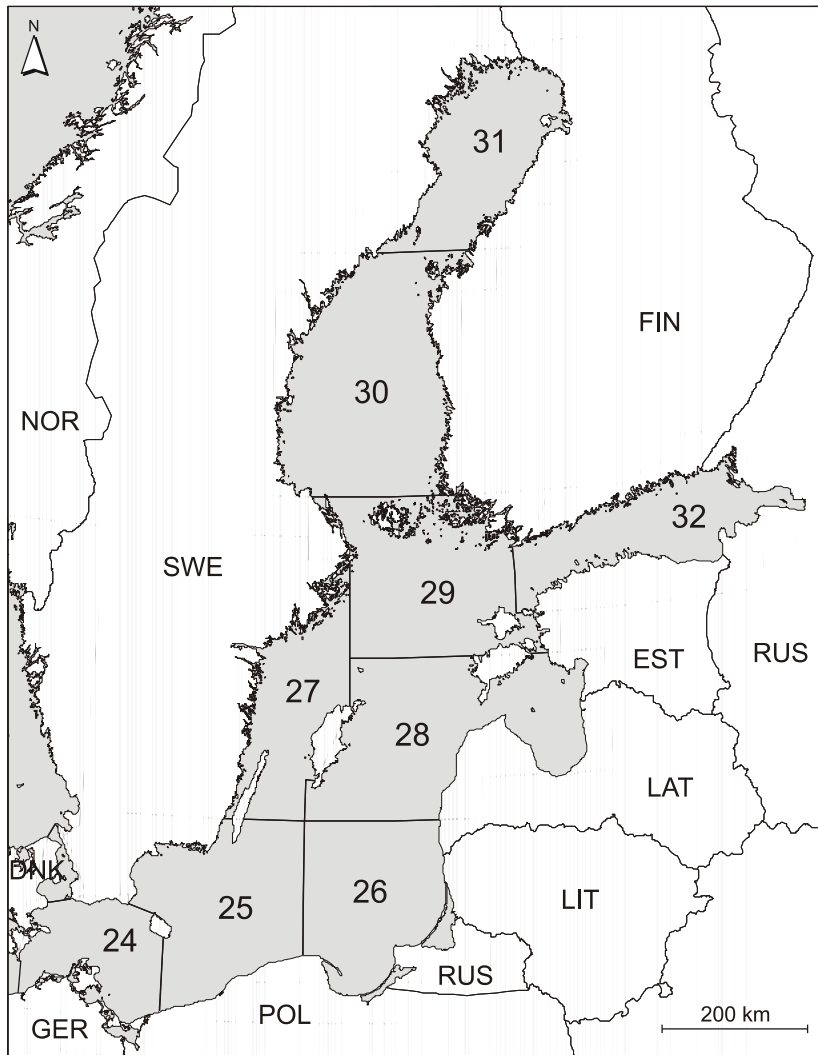 N
31
FIN
30
NOR
32
SWE
29
EST
RUS
27
28
LAT
DNK
LIT
25
26
24
RUS
200 km
POL
GER